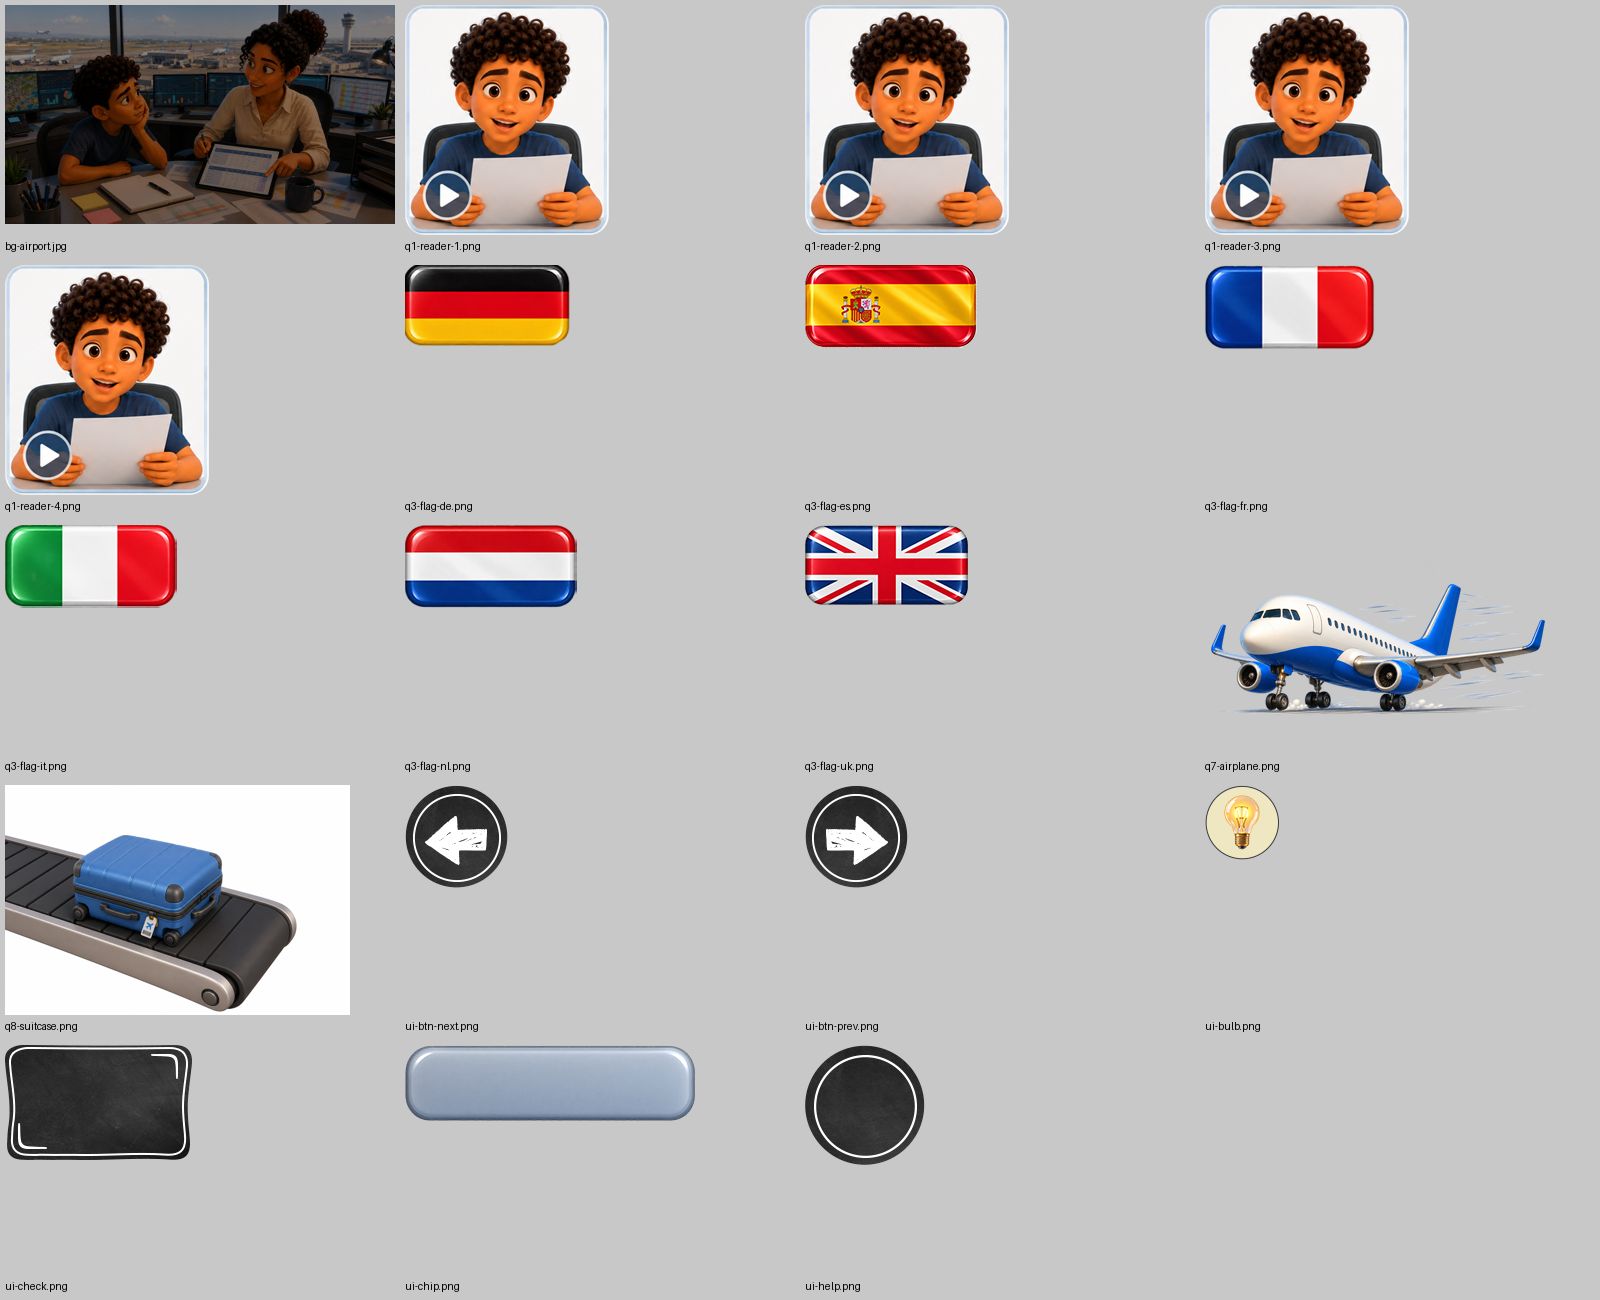 bg-airport.jpg
q1-reader-1.png
q1-reader-2.png
q1-reader-3.png
q1-reader-4.png
q3-flag-de.png
q3-flag-es.png
q3-flag-fr.png
q3-flag-it.png
q3-flag-nl.png
q3-flag-uk.png
q7-airplane.png
q8-suitcase.png
ui-btn-next.png
ui-btn-prev.png
ui-bulb.png
ui-check.png
ui-chip.png
ui-help.png